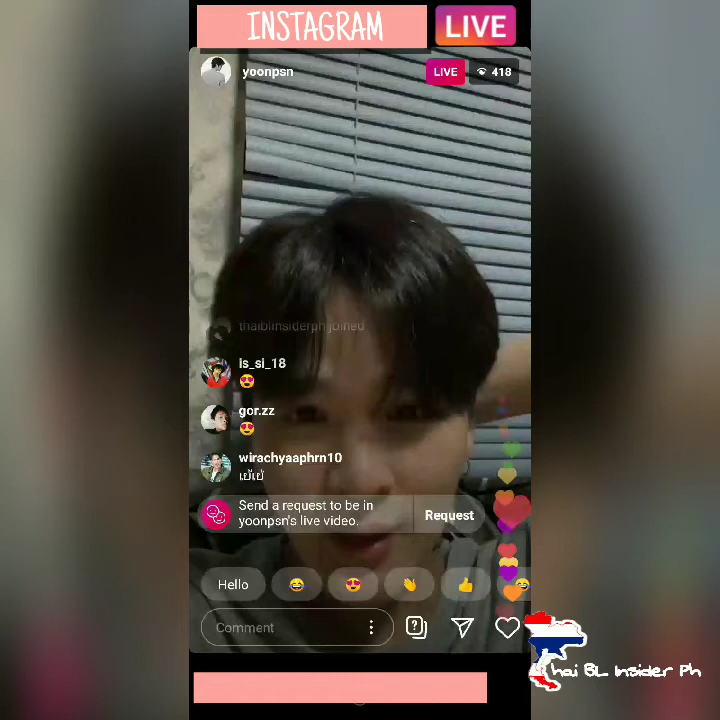 INSTAGRAM
LIVE
yoonpsn
LIVE
418
thaiblinsiderph joined
is_si_18
😍
gor.zz
😍
wirachyaaphrn10
เย้เย้
Send a request to be in
yoonpsn's live video.
Request
Hello
😂
😍
👏
👍
😂
Comment
Thai BL Insider Ph